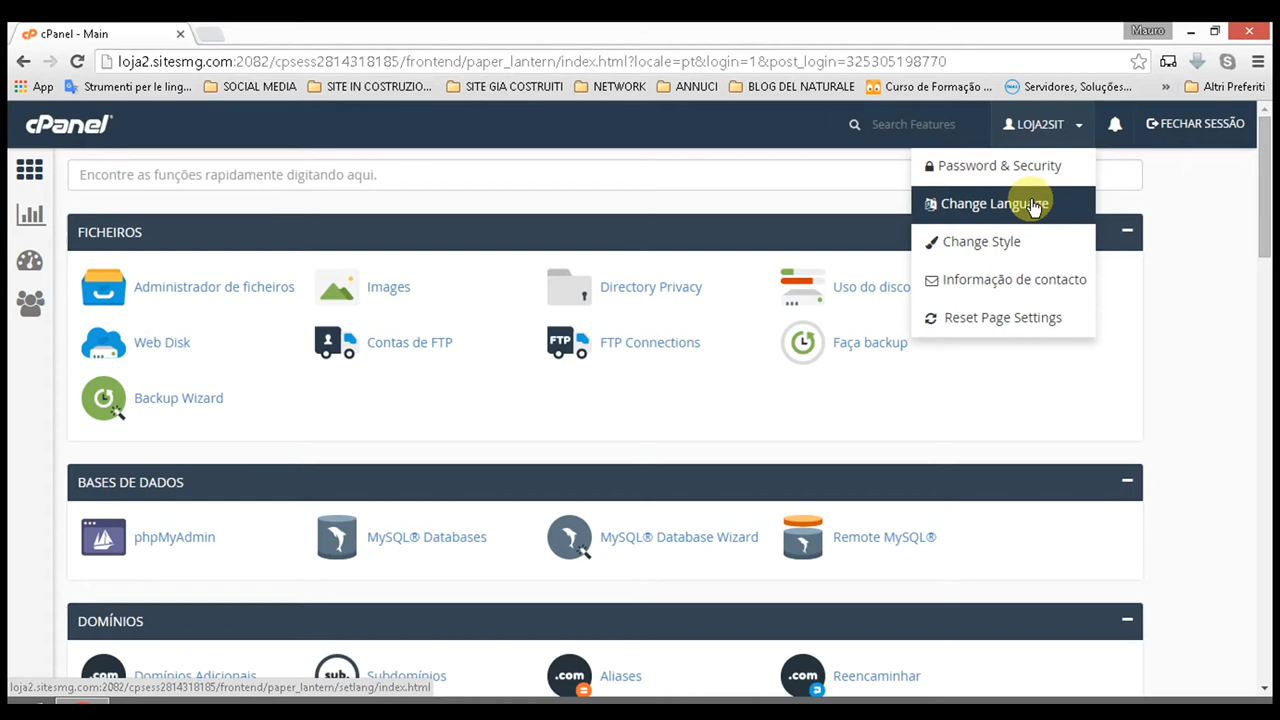 cPanel - Main
Mauro
loja2.sitesmg.com:2082/cpsess2814318185/frontend/paper_lantern/index.html?locale=pt&login=1&post_login=325305198770
App
Strumenti per le ling...
SOCIAL MEDIA
SITE IN COSTRUZIO...
SITE GIA COSTRUITI
NETWORK
ANNUCI
BLOG DEL NATURALE
Curso de Formação ...
Servidores, Soluções...
»
Altri Preferiti
cPanel®
Search Features
LOJA2SIT
FECHAR SESSÃO
Encontre as funções rapidamente digitando aqui.
Password & Security
Change Language
Change Style
Informação de contacto
Reset Page Settings
FICHEIROS
Administrador de ficheiros
Images
Directory Privacy
Uso do disco
Web Disk
Contas de FTP
FTP
FTP Connections
Faça backup
Backup Wizard
BASES DE DADOS
phpMyAdmin
MySQL® Databases
MySQL® Database Wizard
Remote MySQL®
DOMÍNIOS
.com
Domínios Adicionais
sub.
Subdomínios
.com
Aliases
.com
Reencaminhar
loja2.sitesmg.com:2082/cpsess2814318185/frontend/paper_lantern/setlang/index.html